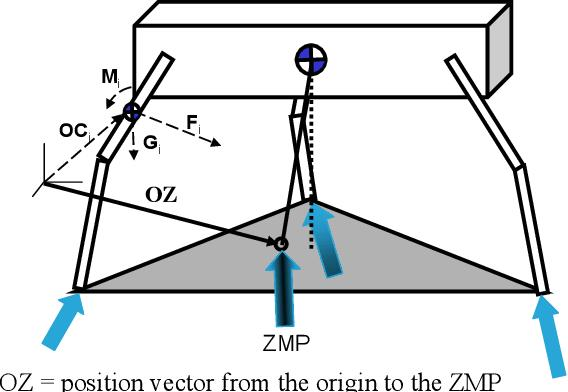 M_i
OC_i
F_i
G_i
OZ
ZMP
OZ = position vector from the origin to the ZMP